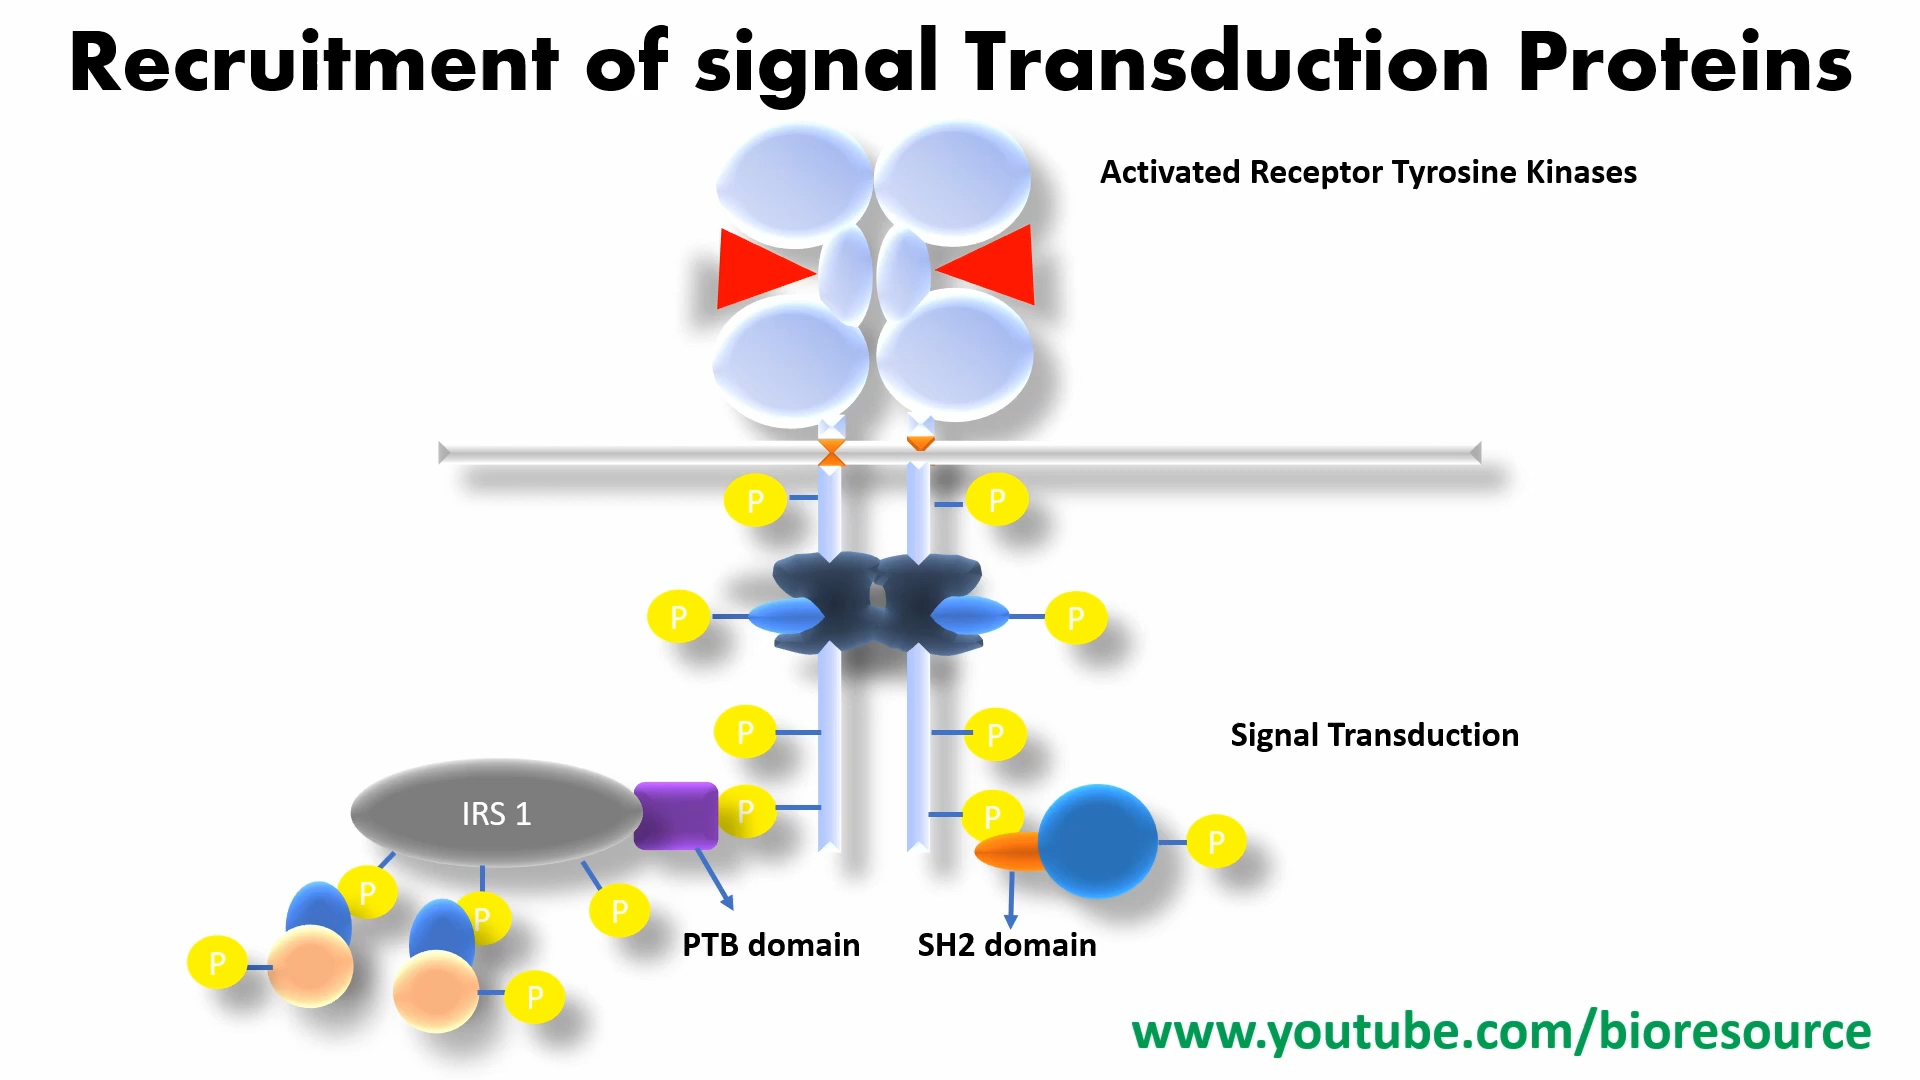 Recruitment of signal Transduction Proteins
Activated Receptor Tyrosine Kinases
P
P
P
P
P
P
Signal Transduction
IRS 1
P
P
P
P
P
P
PTB domain
SH2 domain
P
P
www.youtube.com/bioresource